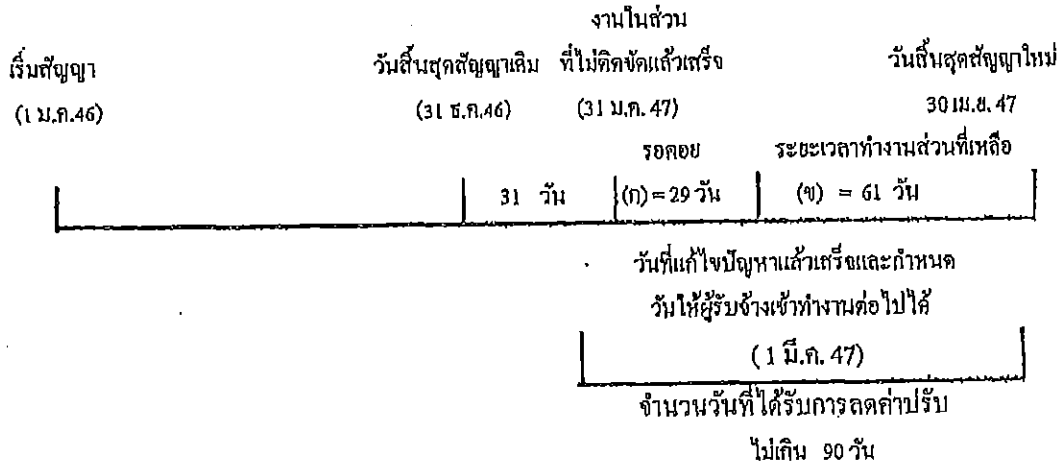 งานในส่วน
เริ่มสัญญา วันสิ้นสุดสัญญาเดิม ที่ไม่ติดขัดแล้วเสร็จ วันสิ้นสุดสัญญาใหม่
(1 ม.ค.46) (31 ธ.ค.46) (31 ม.ค. 47) 30 เม.ย. 47
รอคอย ระยะเวลาทำงานส่วนที่เหลือ
31 วัน (ก) = 29 วัน (ข) = 61 วัน
วันที่แก้ไขปัญหาแล้วเสร็จและกำหนด
วันให้ผู้รับจ้างเข้าทำงานต่อไปได้
(1 มี.ค. 47)
จำนวนวันที่ได้รับการลดค่าปรับ
ไม่เกิน 90 วัน